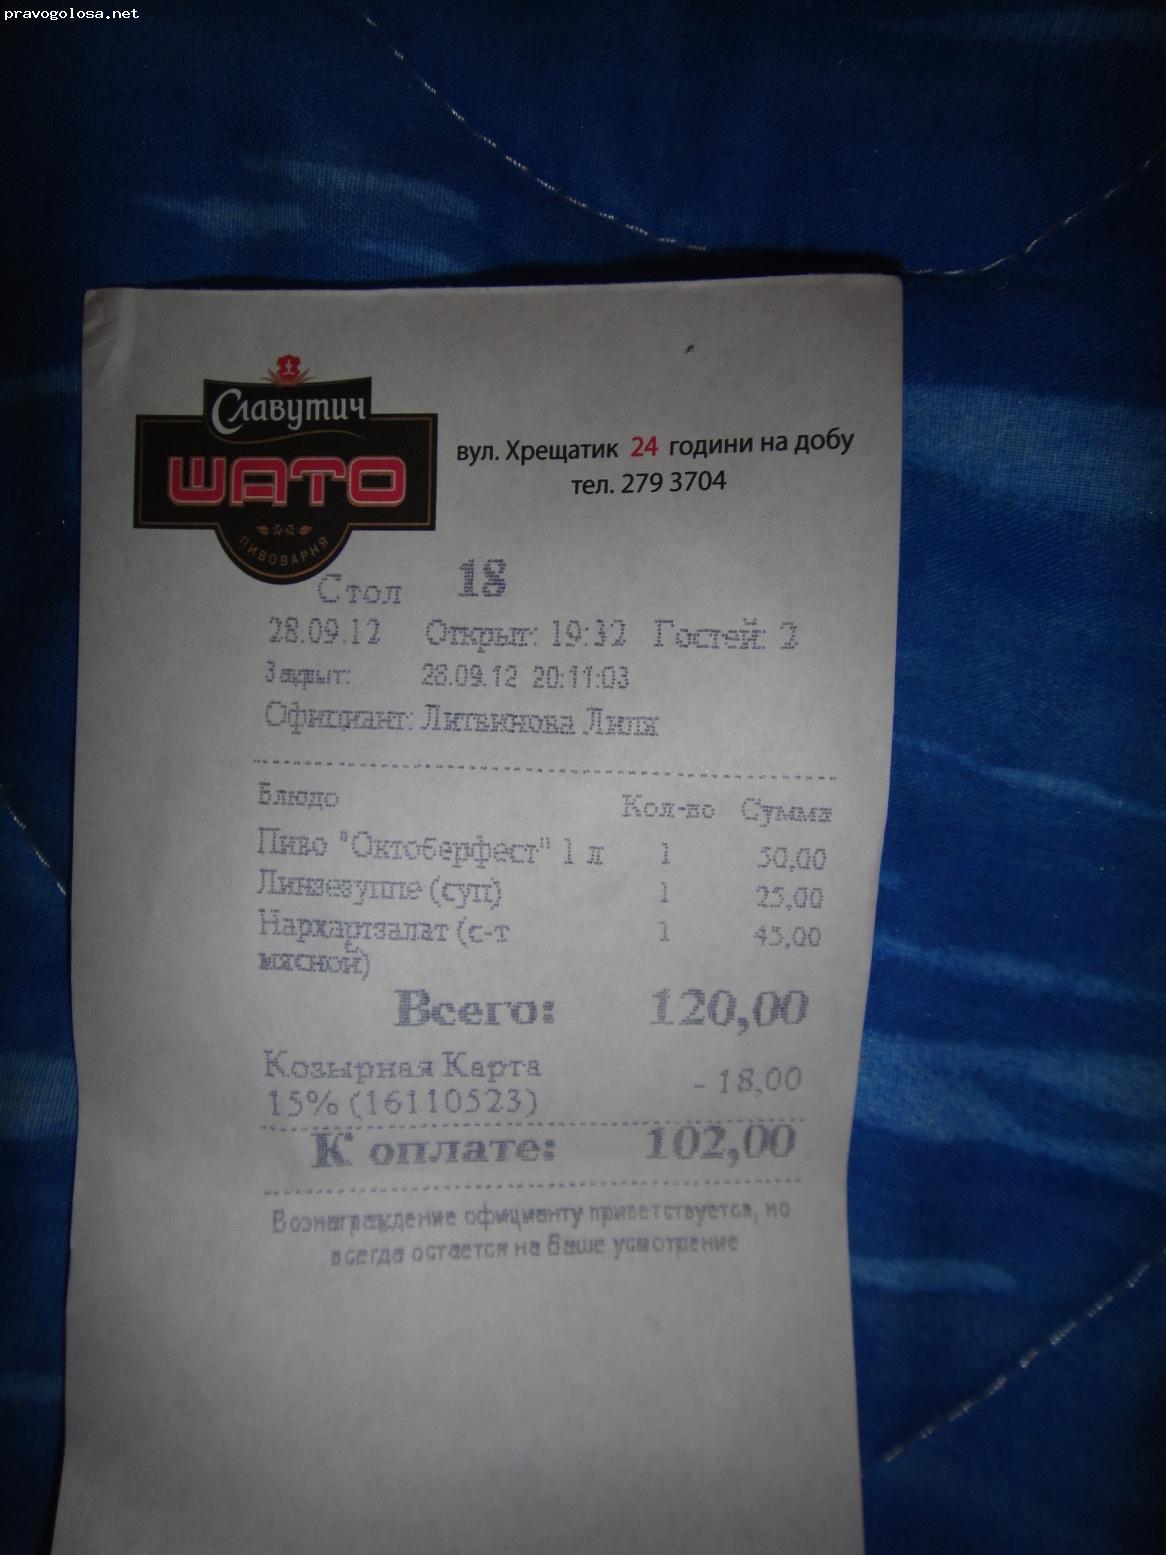 pravogolosa.net
Славутич
ШАТО
ПИВОВАРНЯ
вул. Хрещатик 24 години на добу
тел. 279 3704
Стол 18
28.09.12 Открыт: 19:32 Гостей: 2
Закрыт: 28.09.12 20:11:03
Официант: Литвинова Лиля
Блюдо Кол-во Сумма
Пиво "Октоберфест" 1 л 1 50,00
Линзезуппе (суп) 1 25,00
Нархартзалат (с-т 1 45,00
мясной)
Всего: 120,00
Козырная Карта
15% (16110523) - 18,00
К оплате: 102,00
Вознаграждение официанту приветствуется, но
всегда остается на Ваше усмотрение